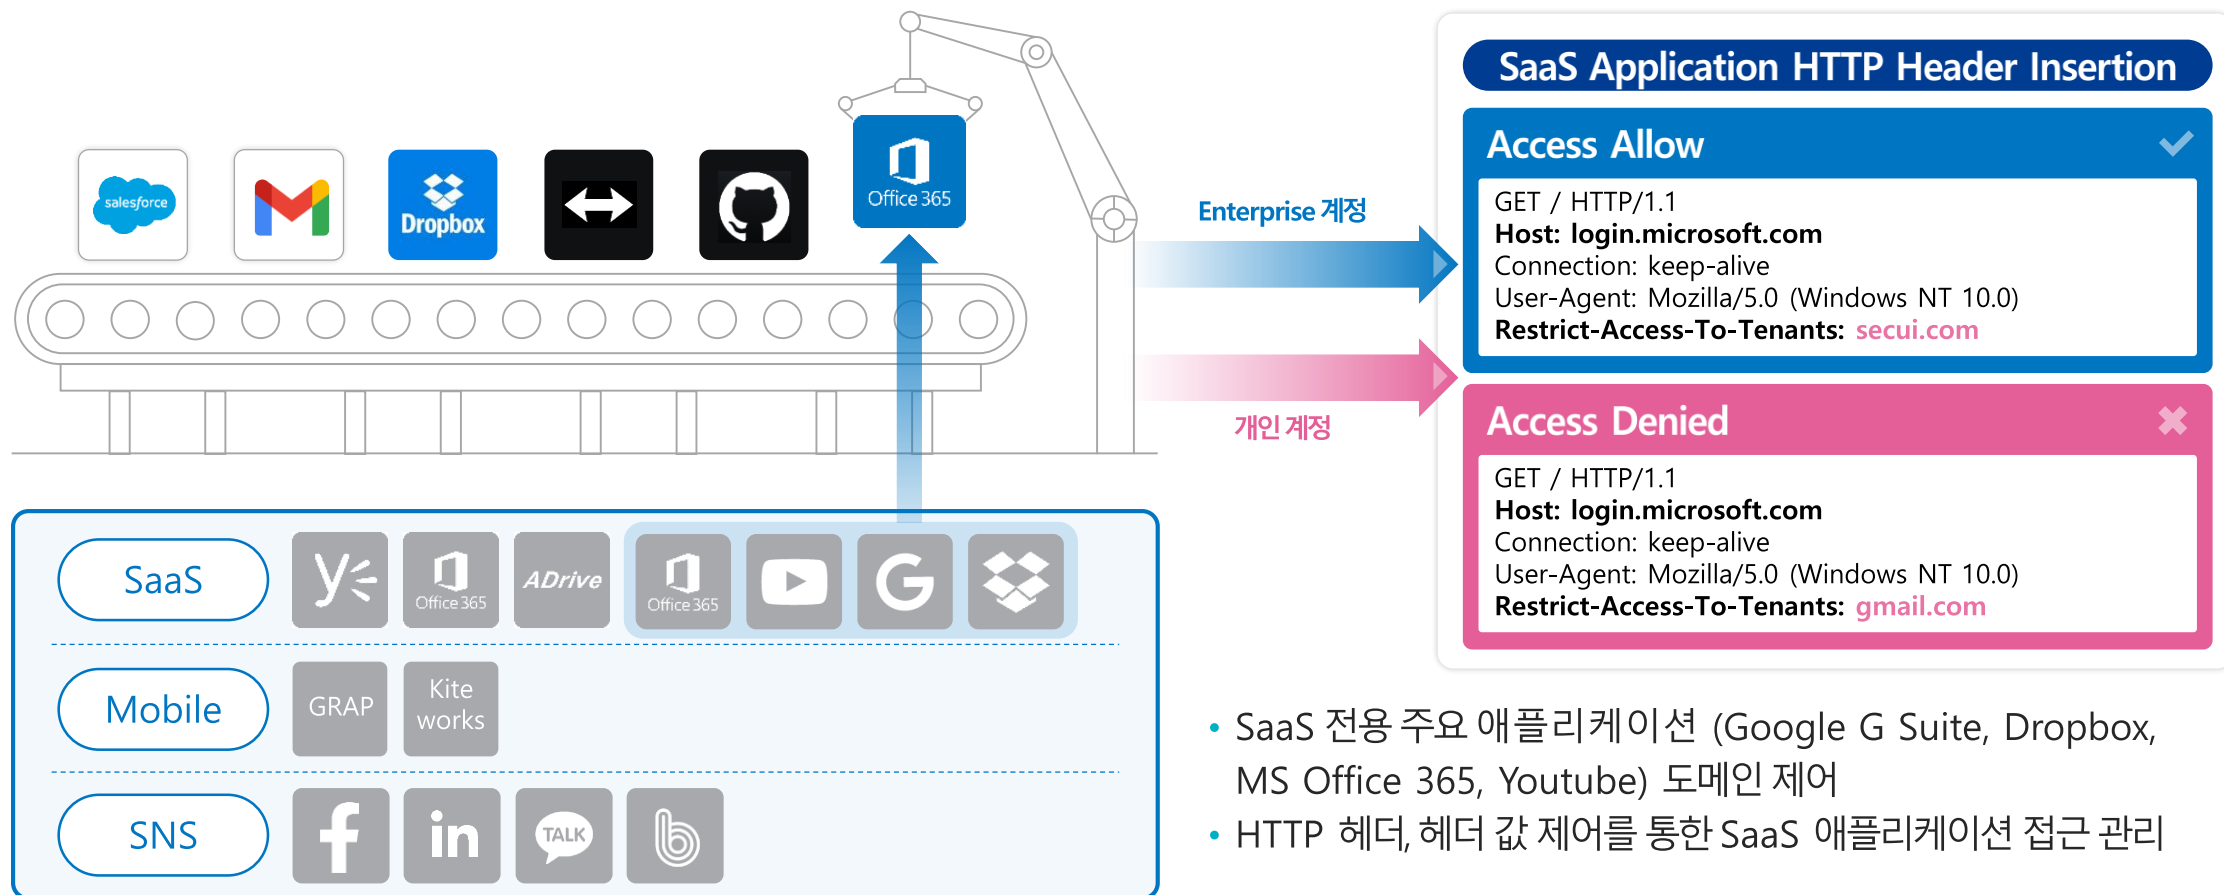 salesforce
Dropbox
Office 365
Enterprise 계정
개인 계정
SaaS Application HTTP Header Insertion
Access Allow
GET / HTTP/1.1
Host: login.microsoft.com
Connection: keep-alive
User-Agent: Mozilla/5.0 (Windows NT 10.0)
Restrict-Access-To-Tenants: secui.com
Access Denied
GET / HTTP/1.1
Host: login.microsoft.com
Connection: keep-alive
User-Agent: Mozilla/5.0 (Windows NT 10.0)
Restrict-Access-To-Tenants: gmail.com
SaaS
Office 365
ADrive
Office 365
Mobile
GRAP
Kite
works
SNS
in
TALK
• SaaS 전용 주요 애플리케이션 (Google G Suite, Dropbox,
MS Office 365, Youtube) 도메인 제어
• HTTP 헤더, 헤더 값 제어를 통한 SaaS 애플리케이션 접근 관리